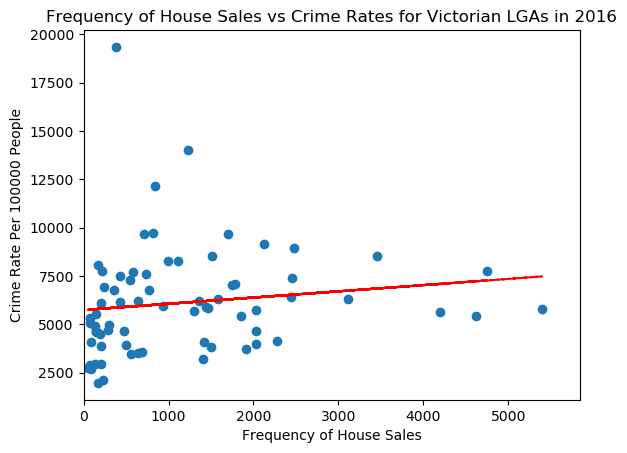 Frequency of House Sales vs Crime Rates for Victorian LGAs in 2016
20000
17500
15000
12500
10000
7500
5000
2500
Crime Rate Per 100000 People
0 1000 2000 3000 4000 5000
Frequency of House Sales